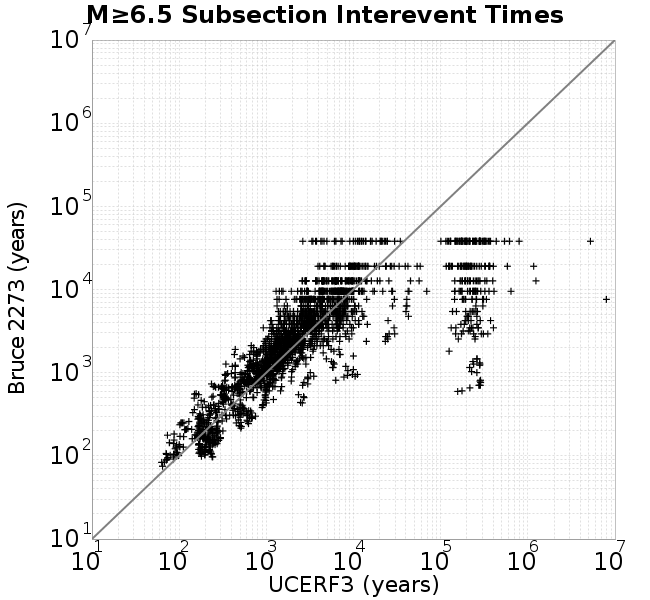 M≥6.5 Subsection Interevent Times
10^7
10^6
10^5
10^4
10^3
10^2
10^1
Bruce 2273 (years)
10^1 10^2 10^3 10^4 10^5 10^6 10^7
UCERF3 (years)